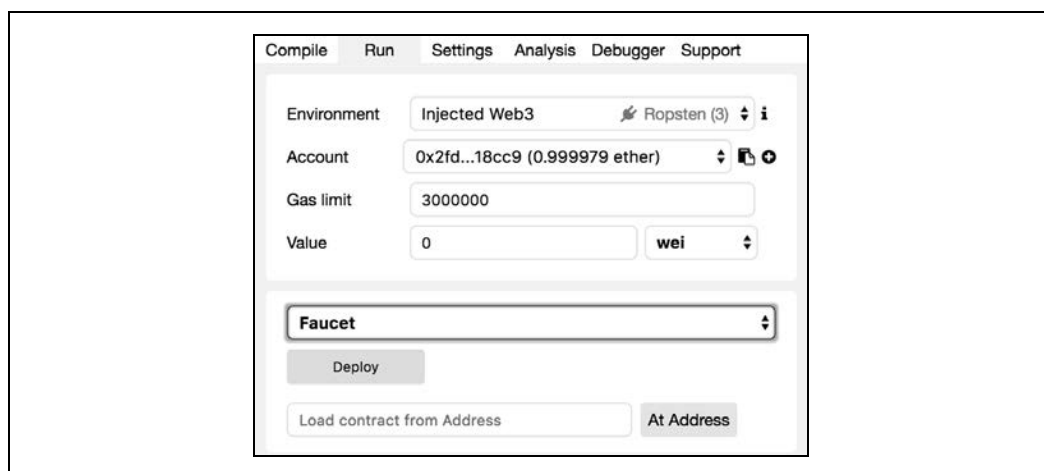 Compile Run Settings Analysis Debugger Support
Environment Injected Web3 Ropsten (3) i
Account 0x2fd...18cc9 (0.999979 ether)
Gas limit 3000000
Value 0 wei
Faucet
Deploy
Load contract from Address At Address